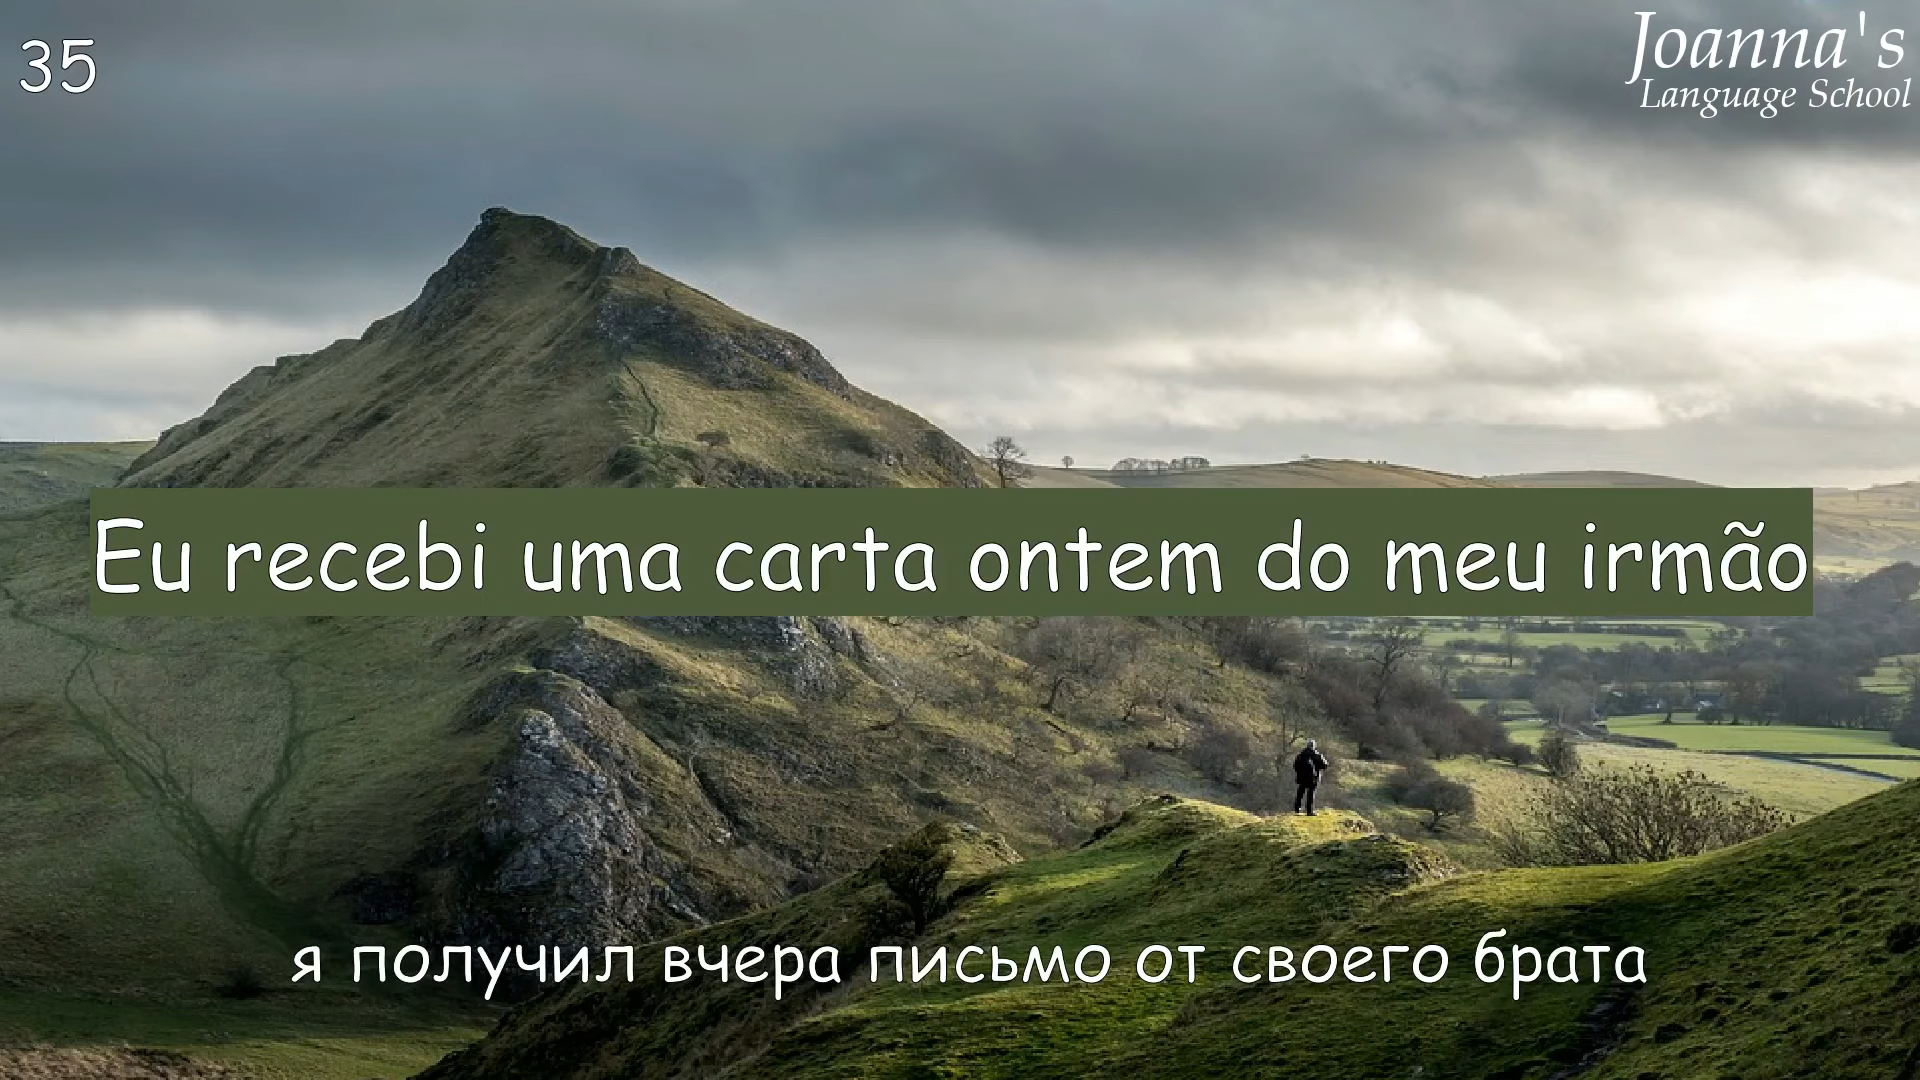 35
Joanna's
Language School
Eu recebi uma carta ontem do meu irmão
я получил вчера письмо от своего брата